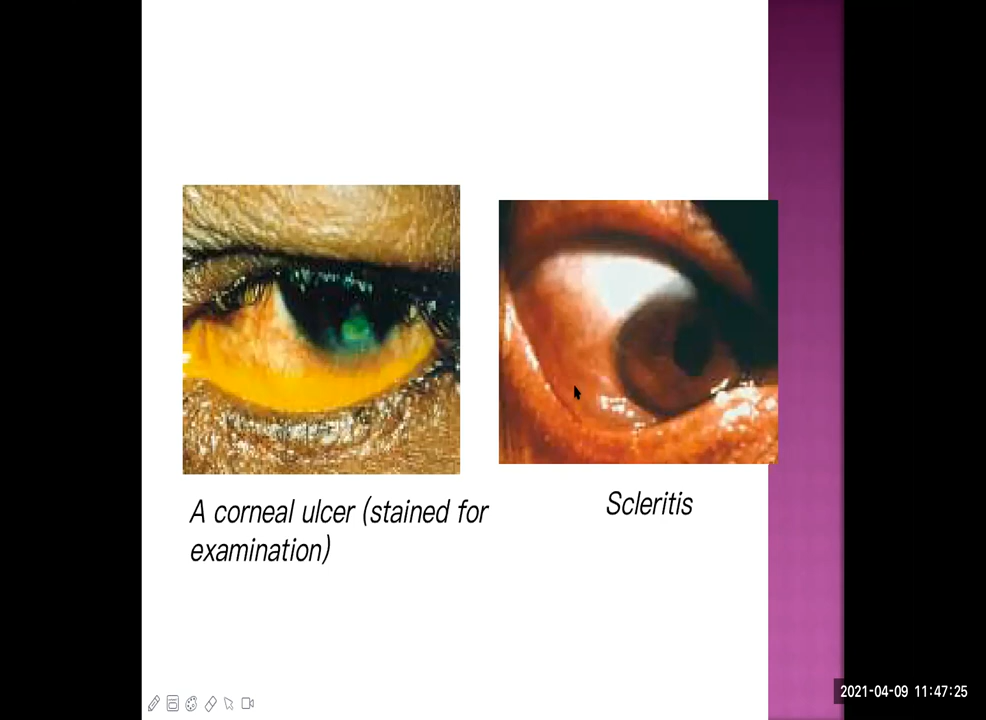 A corneal ulcer (stained for
examination)
Scleritis
2021-04-09 11:47:25